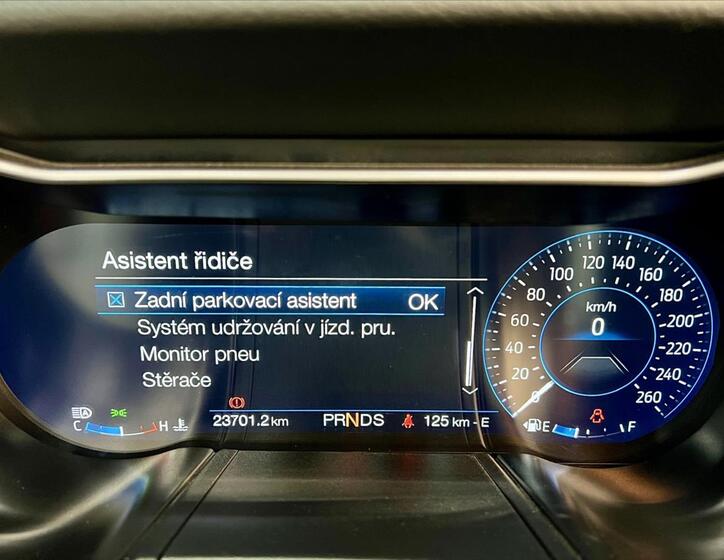 Asistent řidiče
Zadní parkovací asistent OK
Systém udržování v jízd. pru.
Monitor pneu
Stěrače
C H
23701.2 km PRNDS 125 km - E
0 20 40 60 80 100 120 140 160 180 200 220 240 260
km/h
0
E F